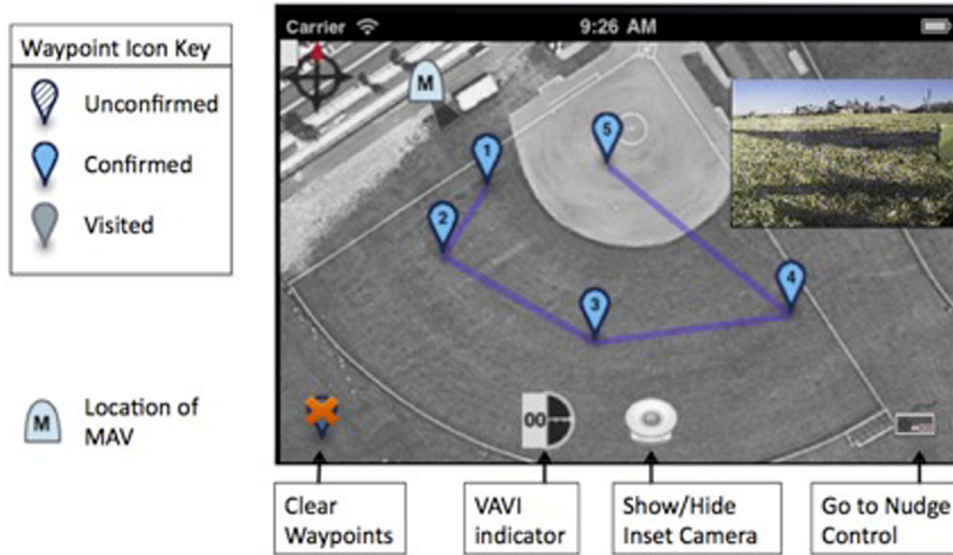 Carrier 9:26 AM
Waypoint Icon Key
Unconfirmed
Confirmed
Visited
M
1
5
2
4
3
M
Location of
MAV
00
Clear
Waypoints
VAVI
indicator
Show/Hide
Inset Camera
Go to Nudge
Control